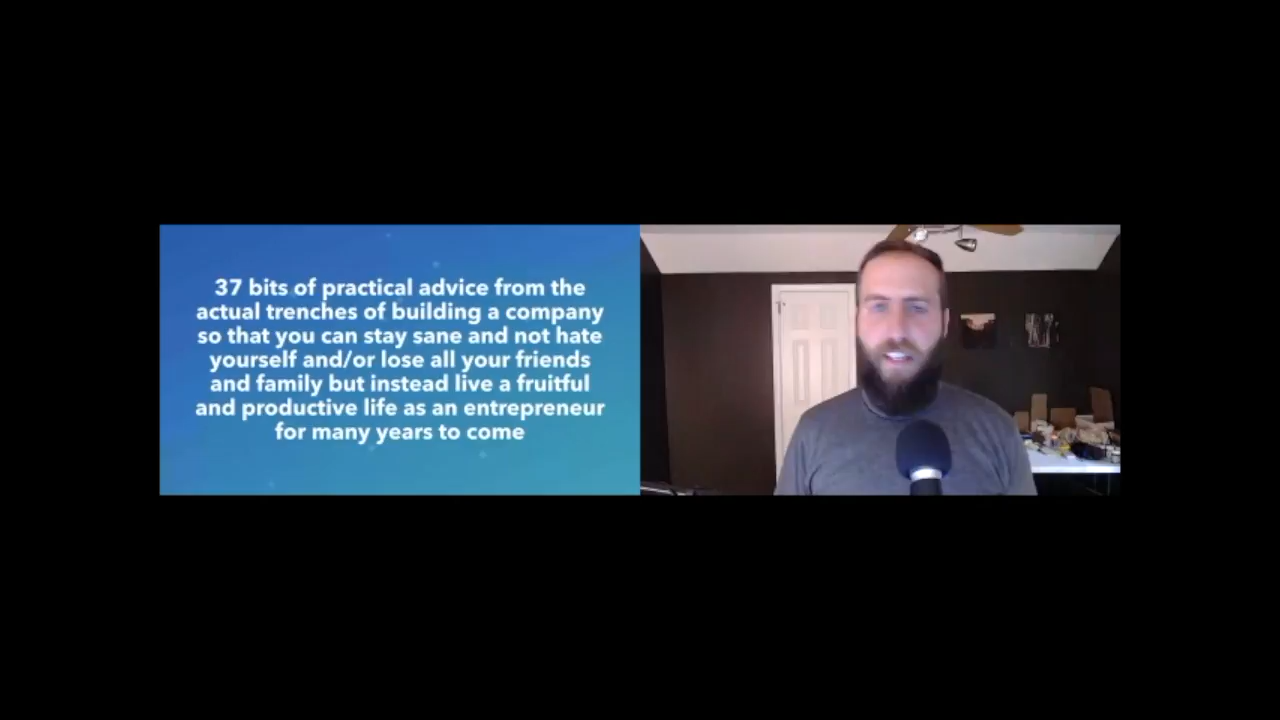 37 bits of practical advice from the
actual trenches of building a company
so that you can stay sane and not hate
yourself and/or lose all your friends
and family but instead live a fruitful
and productive life as an entrepreneur
for many years to come